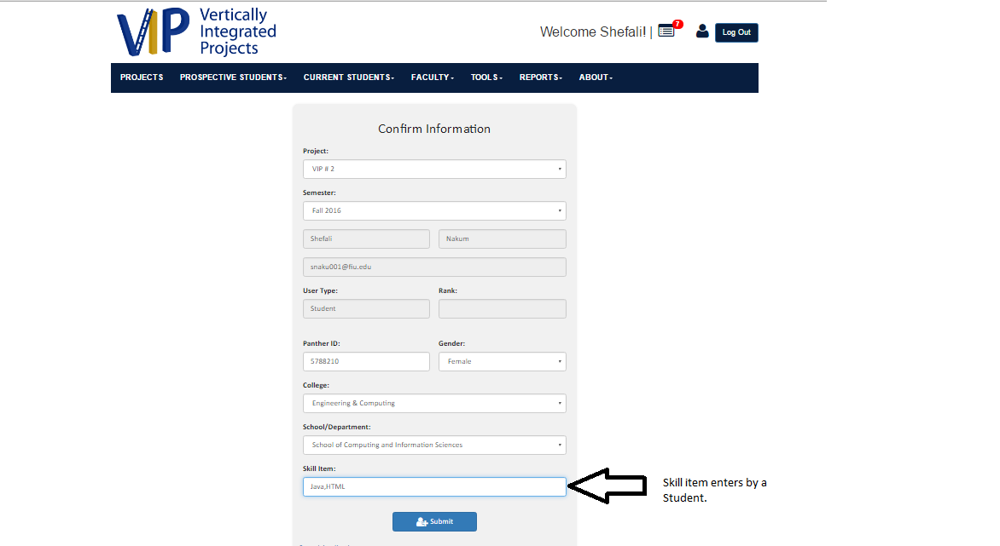 VIP Vertically
Integrated
Projects
Welcome Shefali! | 7 Log Out
PROJECTS PROSPECTIVE STUDENTS CURRENT STUDENTS FACULTY TOOLS REPORTS ABOUT
Confirm Information
Project:
VIP # 2
Semester:
Fall 2016
Shefali Nakum
snaku001@fiu.edu
User Type: Rank:
Student
Panther ID: Gender:
5788210 Female
College:
Engineering & Computing
School/Department:
School of Computing and Information Sciences
Skill Item:
Java,HTML
Skill item enters by a
Student.
Submit